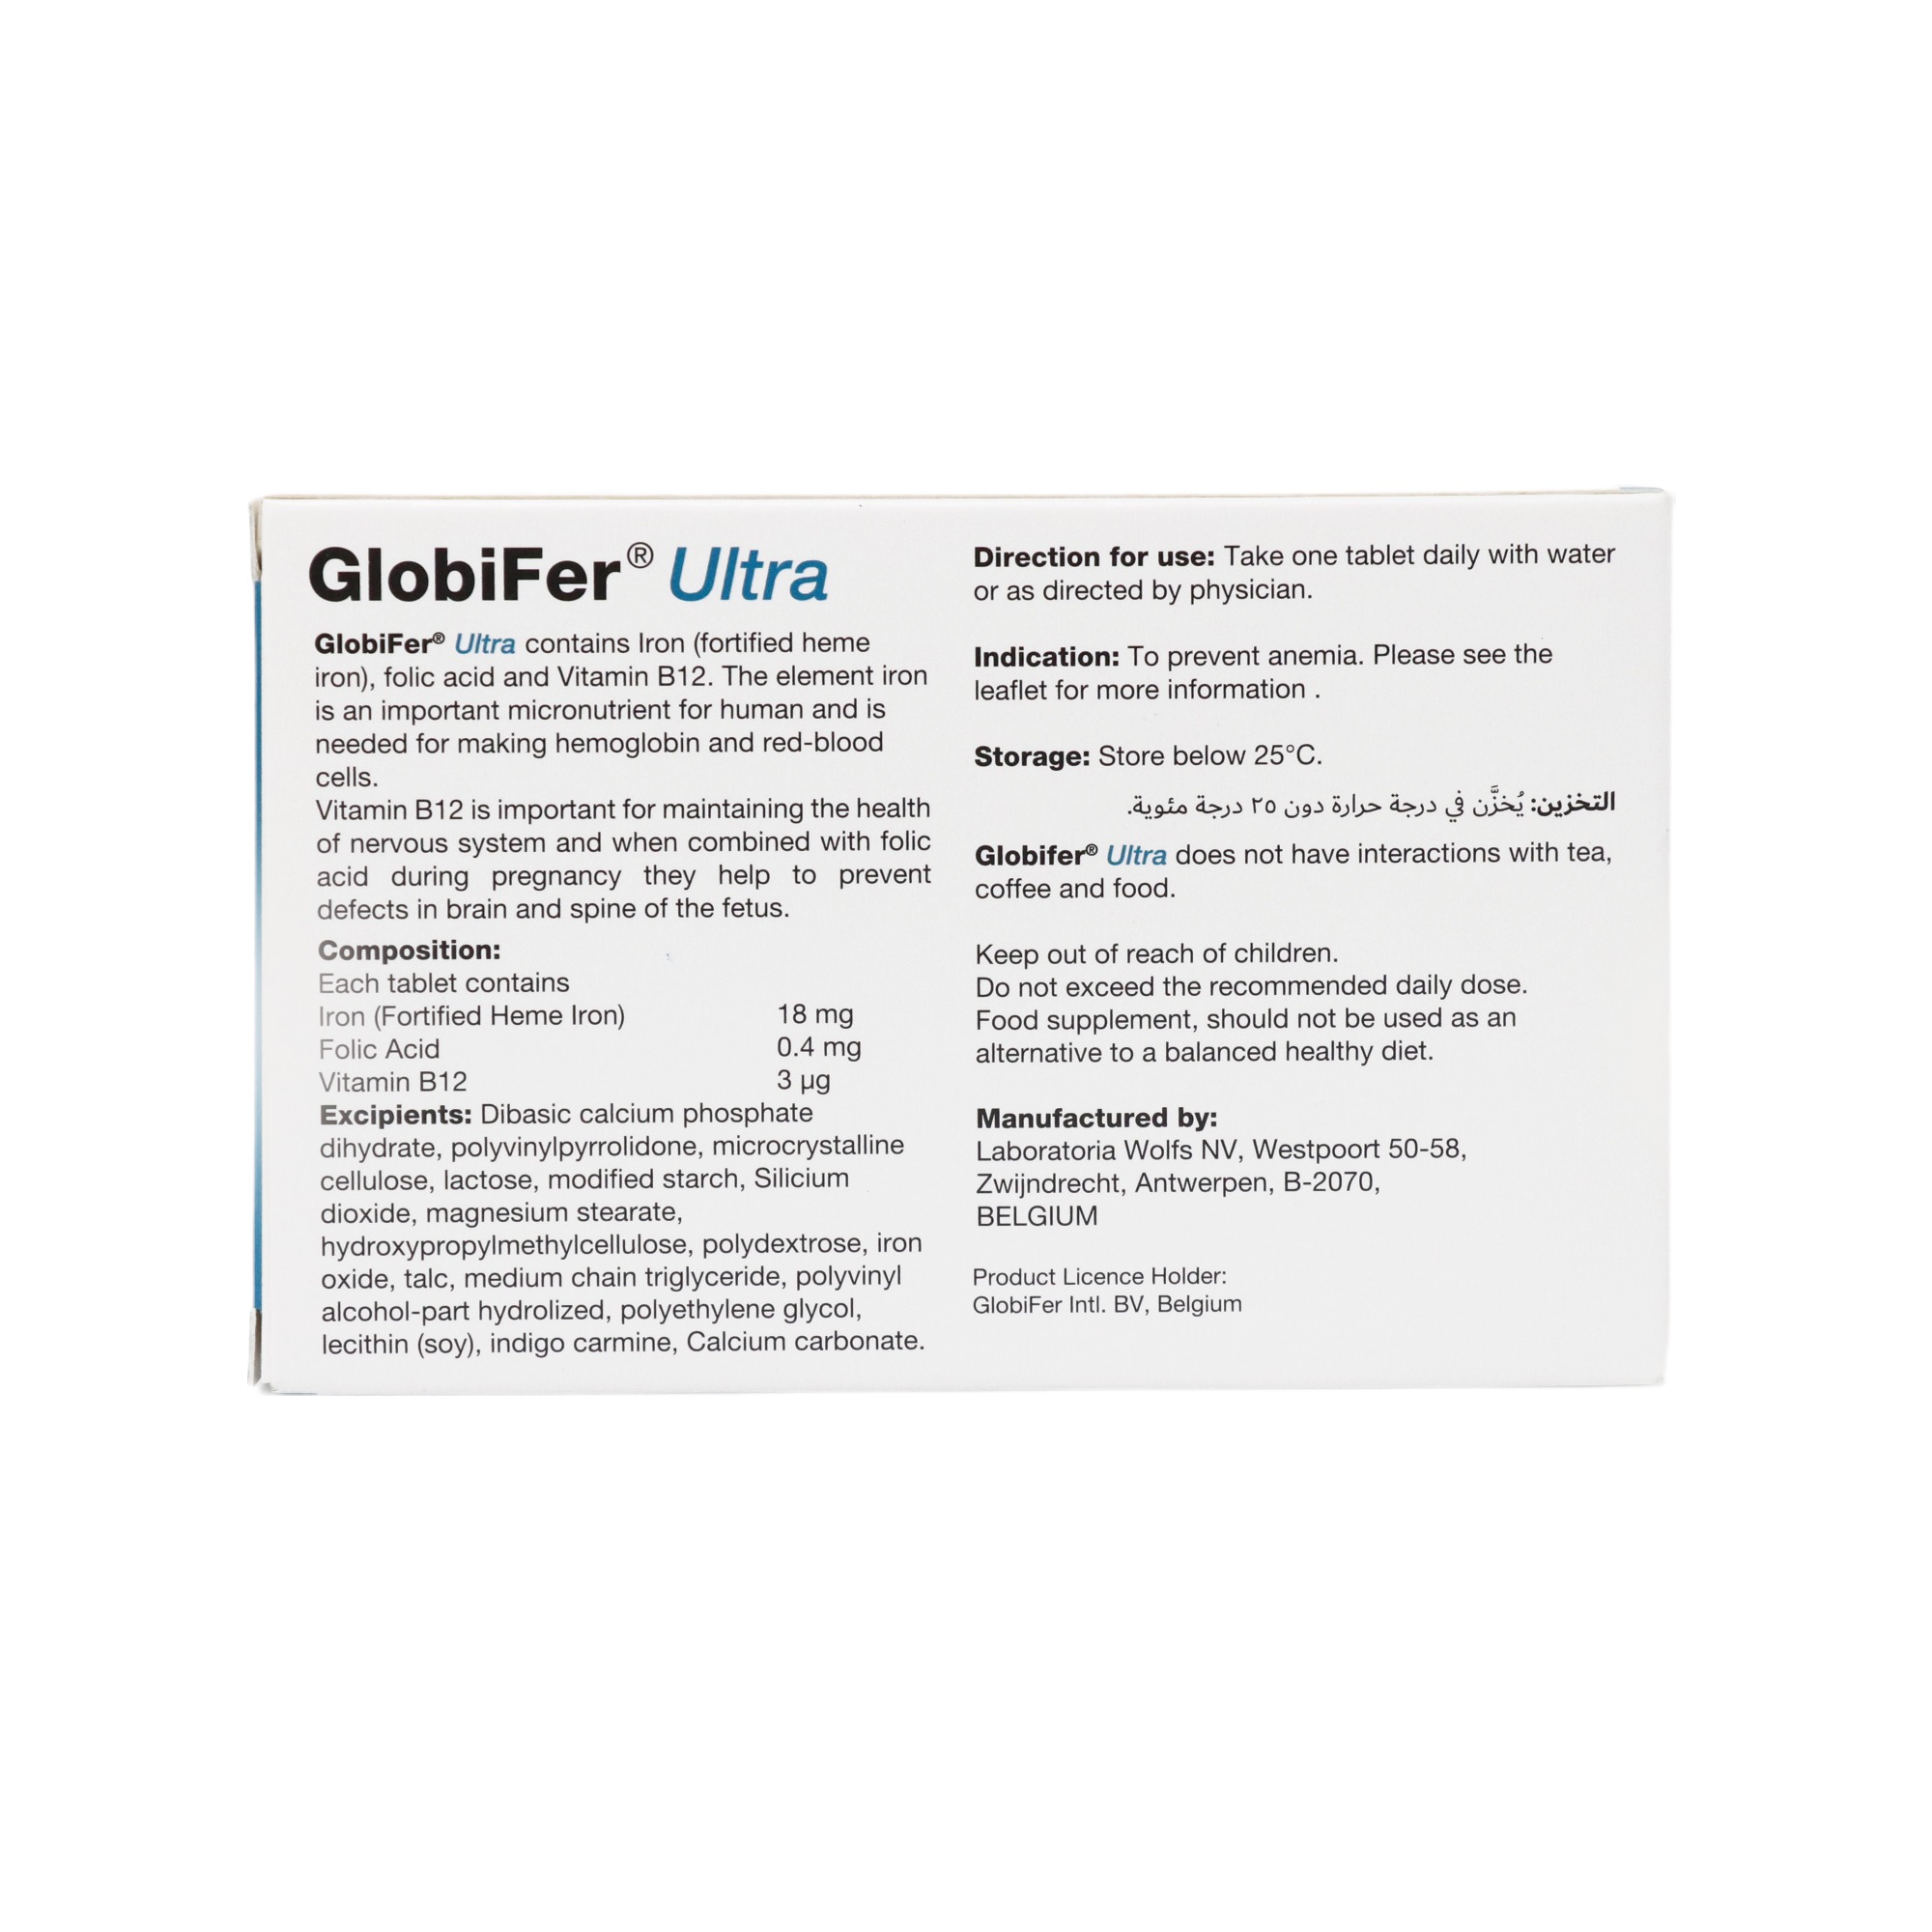 GlobiFer® Ultra
GlobiFer® Ultra contains Iron (fortified heme
iron), folic acid and Vitamin B12. The element iron
is an important micronutrient for human and is
needed for making hemoglobin and red-blood
cells.
Vitamin B12 is important for maintaining the health
of nervous system and when combined with folic
acid during pregnancy they help to prevent
defects in brain and spine of the fetus.
Composition:
Each tablet contains
Iron (Fortified Heme Iron) 18 mg
Folic Acid 0.4 mg
Vitamin B12 3 µg
Excipients: Dibasic calcium phosphate
dihydrate, polyvinylpyrrolidone, microcrystalline
cellulose, lactose, modified starch, Silicium
dioxide, magnesium stearate,
hydroxypropylmethylcellulose, polydextrose, iron
oxide, talc, medium chain triglyceride, polyvinyl
alcohol-part hydrolized, polyethylene glycol,
lecithin (soy), indigo carmine, Calcium carbonate.
Direction for use: Take one tablet daily with water
or as directed by physician.
Indication: To prevent anemia. Please see the
leaflet for more information .
Storage: Store below 25°C.
التخزين: يُخزَّن في درجة حرارة دون ٢٥ درجة مئوية.
Globifer® Ultra does not have interactions with tea,
coffee and food.
Keep out of reach of children.
Do not exceed the recommended daily dose.
Food supplement, should not be used as an
alternative to a balanced healthy diet.
Manufactured by:
Laboratoria Wolfs NV, Westpoort 50-58,
Zwijndrecht, Antwerpen, B-2070,
BELGIUM
Product Licence Holder:
GlobiFer Intl. BV, Belgium